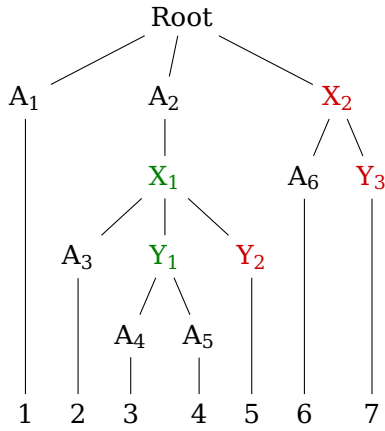 Root
A₁ A₂ X₂
X₁ A₆ Y₃
A₃ Y₁ Y₂
A₄ A₅
1 2 3 4 5 6 7